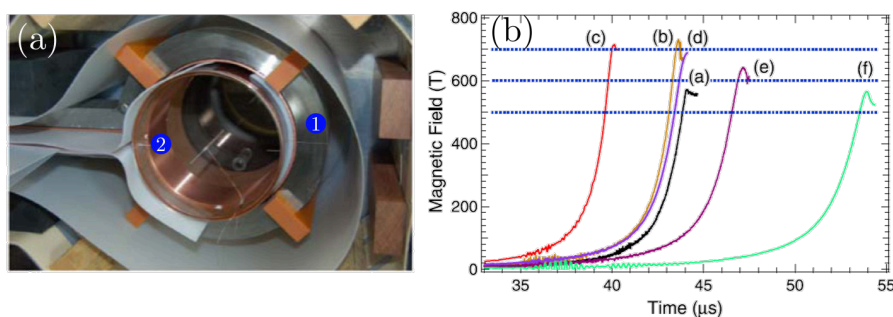 (a)
1
2
(b)
Magnetic Field (T)
800
600
400
200
0
(c)
(b)
(d)
(a)
(e)
(f)
35
40
45
50
55
Time (μs)